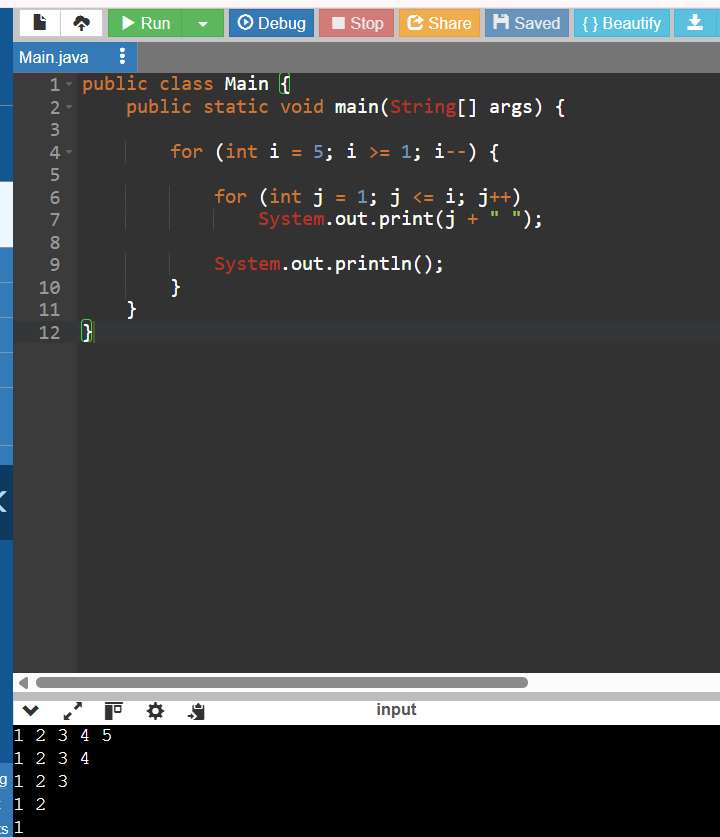 Run Debug Stop Share Saved { } Beautify
Main.java
1 public class Main {
2     public static void main(String[] args) {
3
4         for (int i = 5; i >= 1; i--) {
5
6             for (int j = 1; j <= i; j++)
7                 System.out.print(j + " ");
8
9             System.out.println();
10         }
11     }
12 }
input
1 2 3 4 5
1 2 3 4
1 2 3
1 2
1